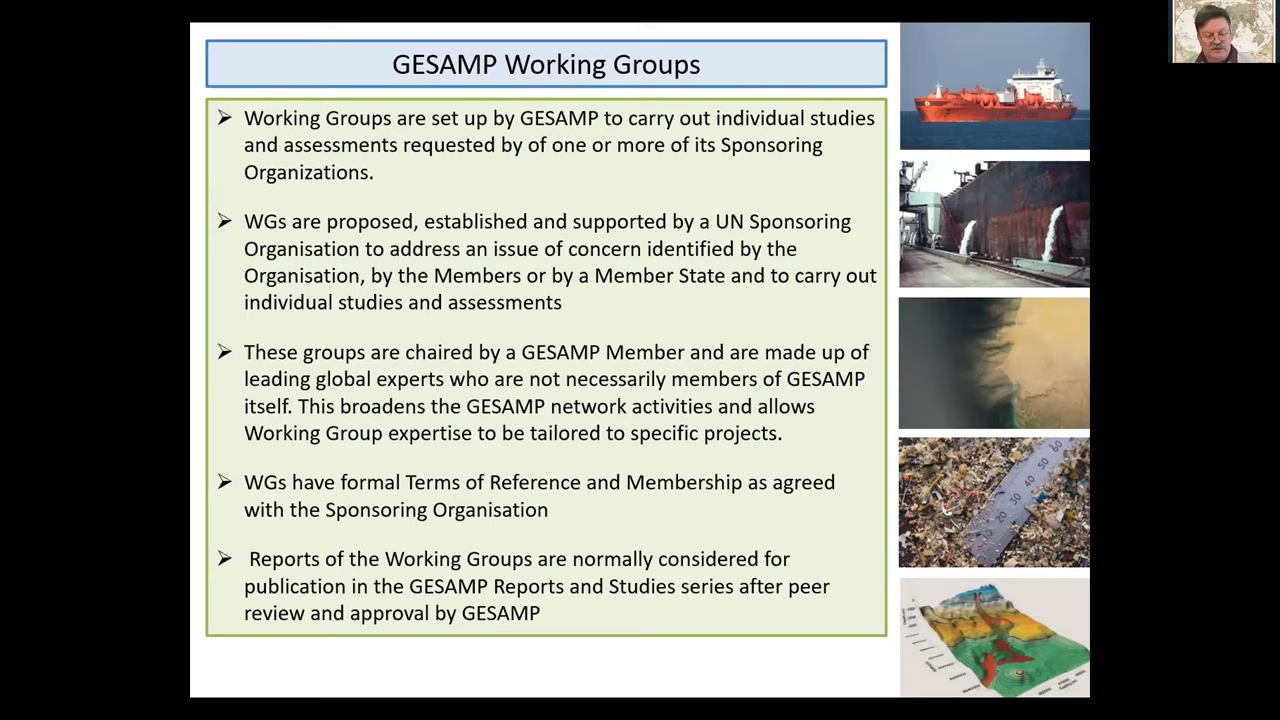 GESAMP Working Groups
➢ Working Groups are set up by GESAMP to carry out individual studies
and assessments requested by of one or more of its Sponsoring
Organizations.
➢ WGs are proposed, established and supported by a UN Sponsoring
Organisation to address an issue of concern identified by the
Organisation, by the Members or by a Member State and to carry out
individual studies and assessments
➢ These groups are chaired by a GESAMP Member and are made up of
leading global experts who are not necessarily members of GESAMP
itself. This broadens the GESAMP network activities and allows
Working Group expertise to be tailored to specific projects.
➢ WGs have formal Terms of Reference and Membership as agreed
with the Sponsoring Organisation
➢ Reports of the Working Groups are normally considered for
publication in the GESAMP Reports and Studies series after peer
review and approval by GESAMP
20 30 40 50 60